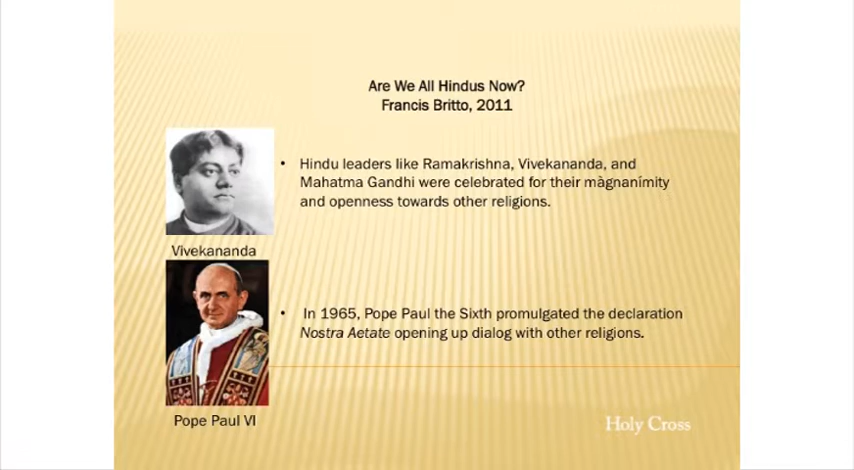 Are We All Hindus Now?
Francis Britto, 2011
• Hindu leaders like Ramakrishna, Vivekananda, and
Mahatma Gandhi were celebrated for their màgnanímity
and openness towards other religions.
Vivekananda
• In 1965, Pope Paul the Sixth promulgated the declaration
Nostra Aetate opening up dialog with other religions.
Pope Paul VI
Holy Cross